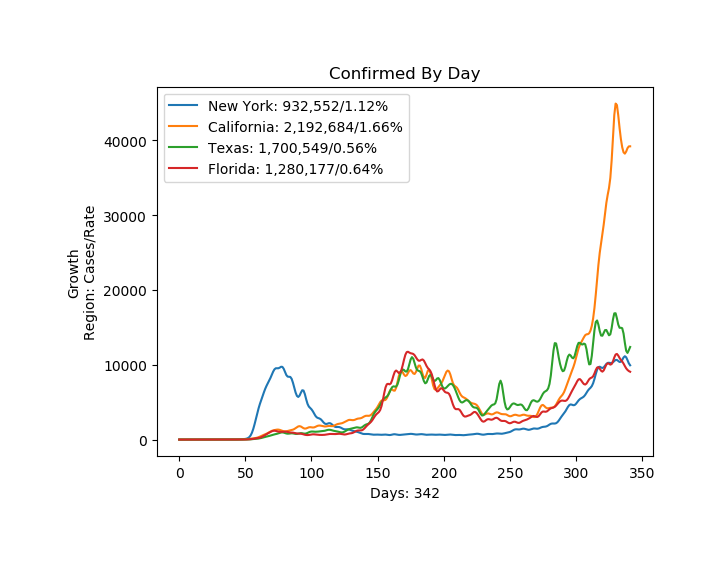 Confirmed By Day
New York: 932,552/1.12%
California: 2,192,684/1.66%
Texas: 1,700,549/0.56%
Florida: 1,280,177/0.64%
Growth
Region: Cases/Rate
40000
30000
20000
10000
0
0 50 100 150 200 250 300 350
Days: 342